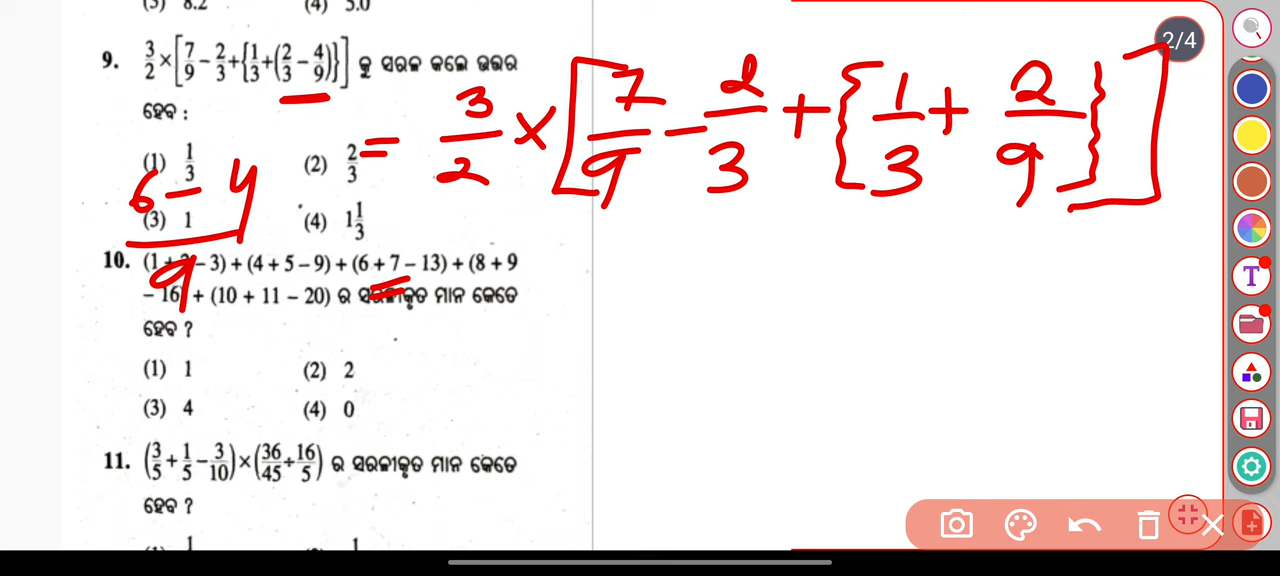 (3) 8.2 (4) 5.0
9. 3/2 × [7/9 − 2/3 + {1/3 + (2/3 − 4/9)}] କୁ ସରଳ କଲେ ଉତ୍ତର
ହେବ :
(1) 1/3 (2) 2/3
(3) 1 (4) 1 1/3
= 3/2 × [7/9 − 2/3 + {1/3 + 2/9}]
6 − 4
9
=
10. (1 + 2 − 3) + (4 + 5 − 9) + (6 + 7 − 13) + (8 + 9
− 16) + (10 + 11 − 20) ର ସରଳୀକୃତ ମାନ କେତେ
ହେବ ?
(1) 1 (2) 2
(3) 4 (4) 0
11. (3/5 + 1/5 − 3/10) × (36/45 + 16/5) ର ସରଳୀକୃତ ମାନ କେତେ
ହେବ ?
2/4
T